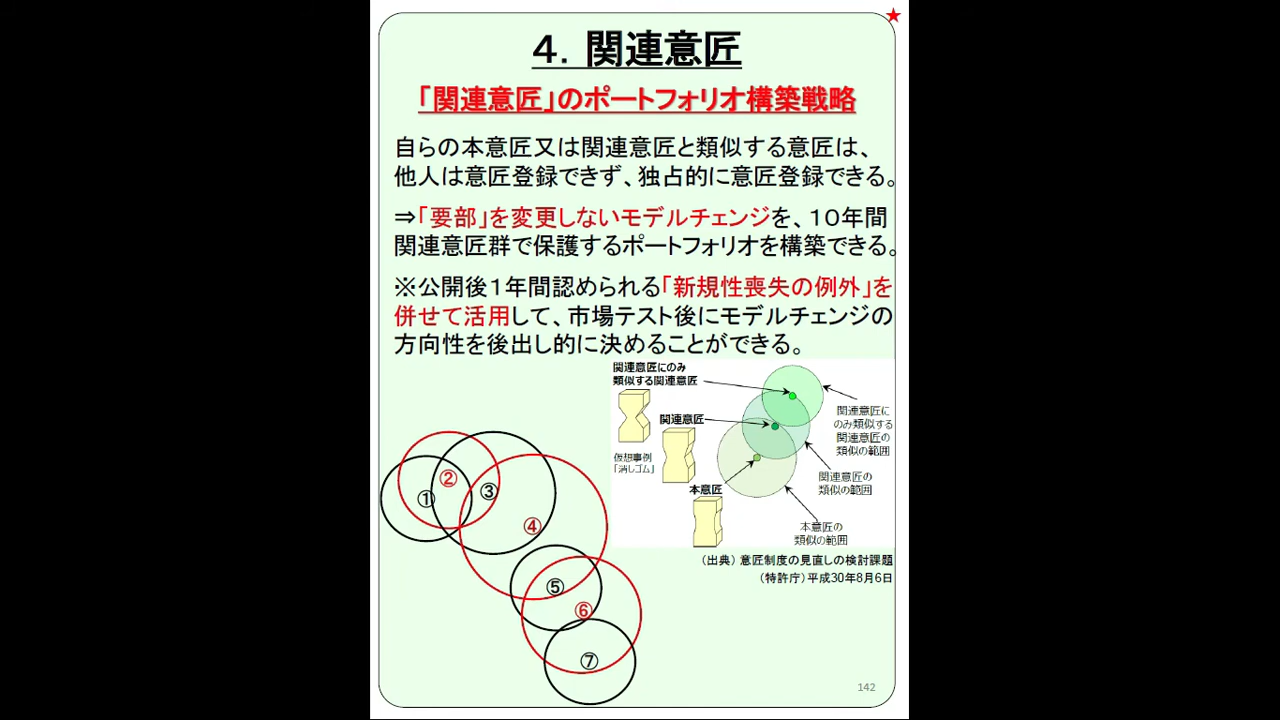 ４．関連意匠
「関連意匠」のポートフォリオ構築戦略
自らの本意匠又は関連意匠と類似する意匠は、
他人は意匠登録できず、独占的に意匠登録できる。
⇒「要部」を変更しないモデルチェンジを、１０年間
関連意匠群で保護するポートフォリオを構築できる。
※公開後１年間認められる「新規性喪失の例外」を
併せて活用して、市場テスト後にモデルチェンジの
方向性を後出し的に決めることができる。
関連意匠にのみ
類似する関連意匠
関連意匠
仮想事例
「消しゴム」
本意匠
関連意匠に
のみ類似する
関連意匠の
類似の範囲
関連意匠の
類似の範囲
本意匠の
類似の範囲
（出典）意匠制度の見直しの検討課題
（特許庁）平成30年8月6日
①
②
③
④
⑤
⑥
⑦
142